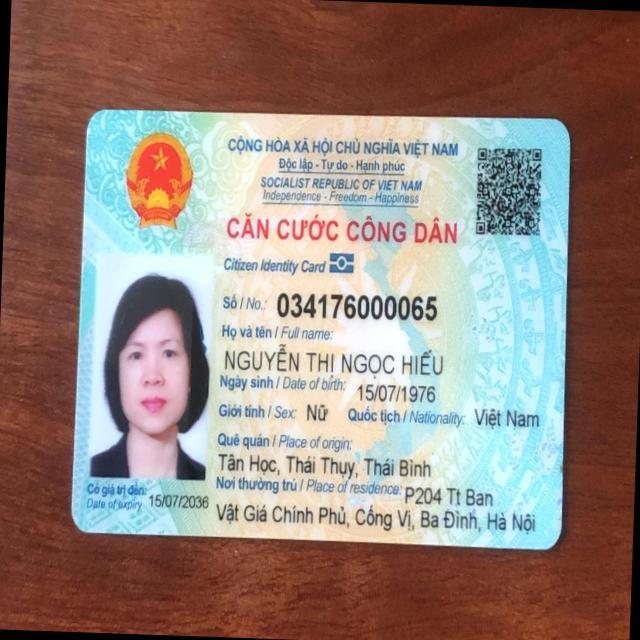 CỘNG HÒA XÃ HỘI CHỦ NGHĨA VIỆT NAM
Độc lập - Tự do - Hạnh phúc
SOCIALIST REPUBLIC OF VIET NAM
Independence - Freedom - Happiness
CĂN CƯỚC CÔNG DÂN
Citizen Identity Card
Số / No.: 034176000065
Họ và tên / Full name:
NGUYỄN THỊ NGỌC HIẾU
Ngày sinh / Date of birth: 15/07/1976
Giới tính / Sex: Nữ Quốc tịch / Nationality: Việt Nam
Quê quán / Place of origin:
Tân Học, Thái Thụy, Thái Bình
Nơi thường trú / Place of residence: P204 Tt Ban
Vật Giá Chính Phủ, Cống Vị, Ba Đình, Hà Nội
Có giá trị đến:
Date of expiry 15/07/2036